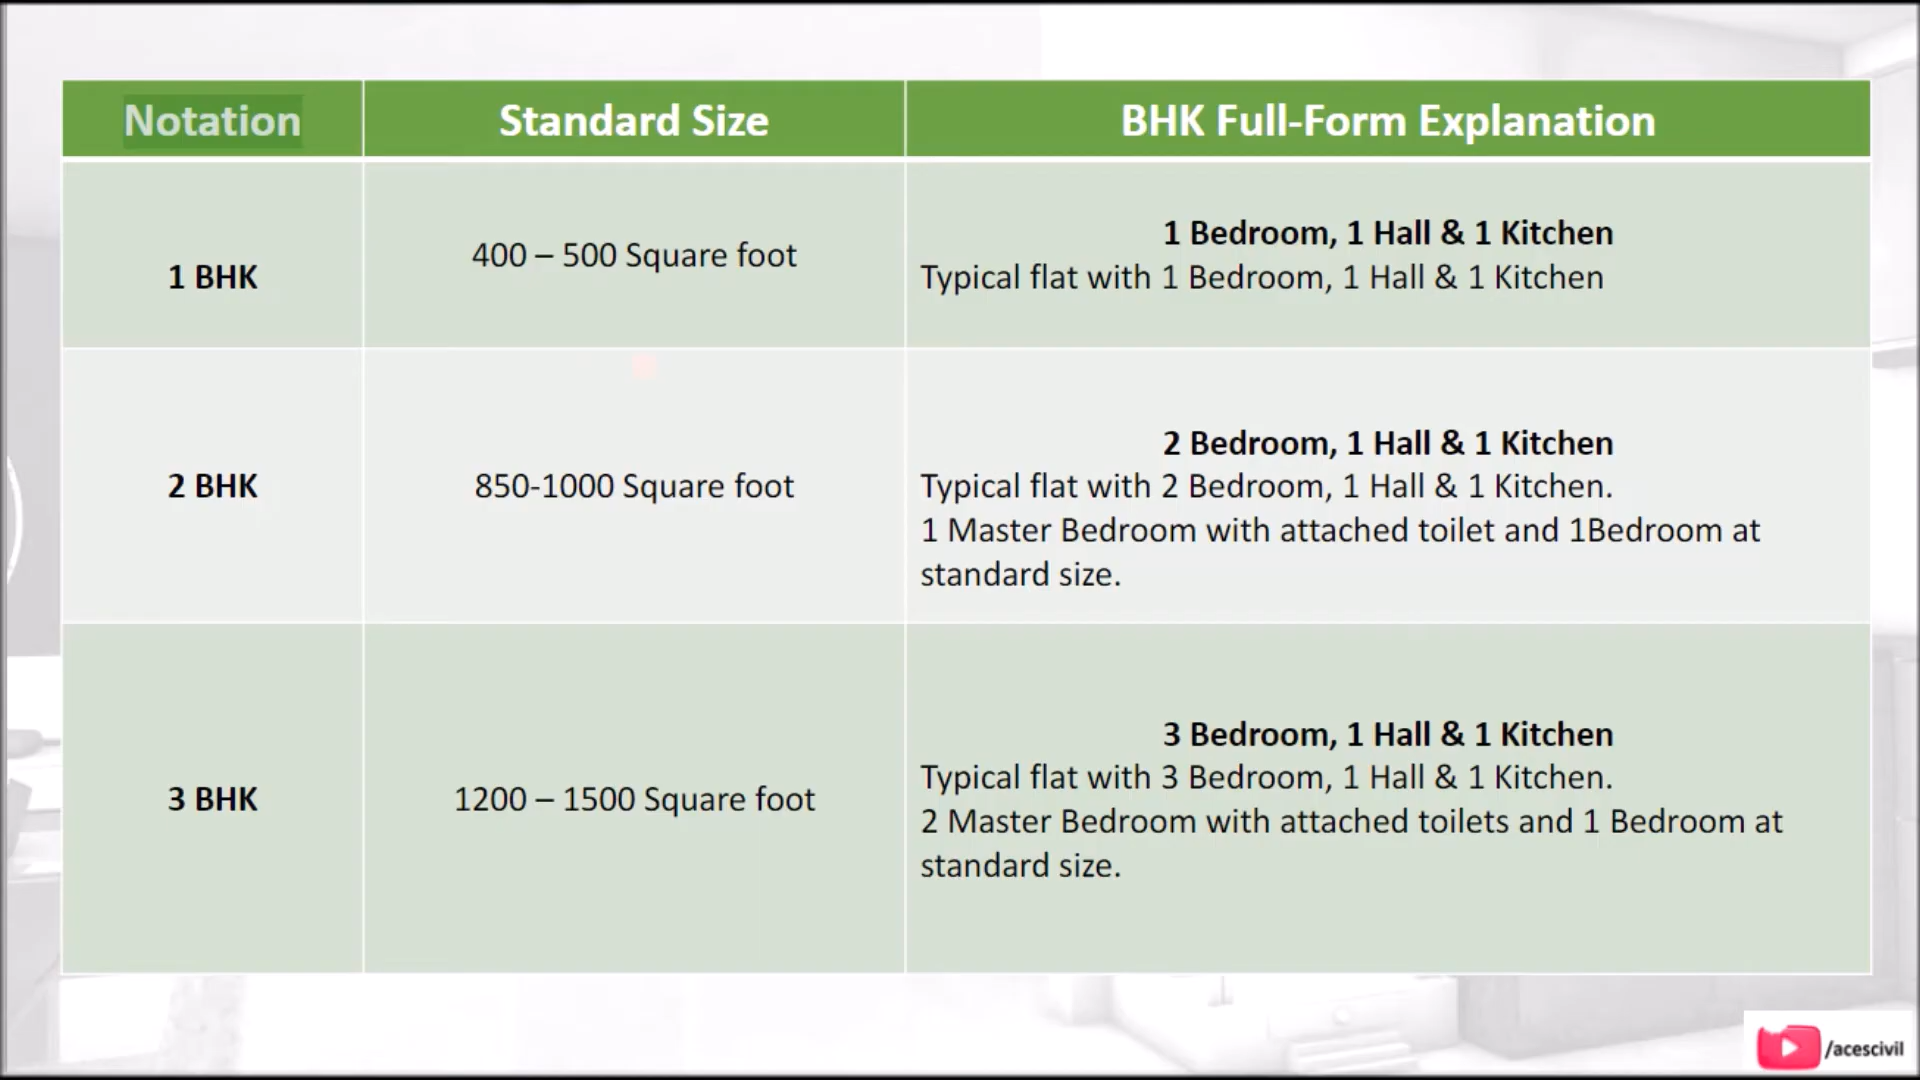 Notation
Standard Size
BHK Full-Form Explanation
1 BHK
400 – 500 Square foot
1 Bedroom, 1 Hall & 1 Kitchen
Typical flat with 1 Bedroom, 1 Hall & 1 Kitchen
2 BHK
850-1000 Square foot
2 Bedroom, 1 Hall & 1 Kitchen
Typical flat with 2 Bedroom, 1 Hall & 1 Kitchen.
1 Master Bedroom with attached toilet and 1Bedroom at
standard size.
3 BHK
1200 – 1500 Square foot
3 Bedroom, 1 Hall & 1 Kitchen
Typical flat with 3 Bedroom, 1 Hall & 1 Kitchen.
2 Master Bedroom with attached toilets and 1 Bedroom at
standard size.
/acescivil